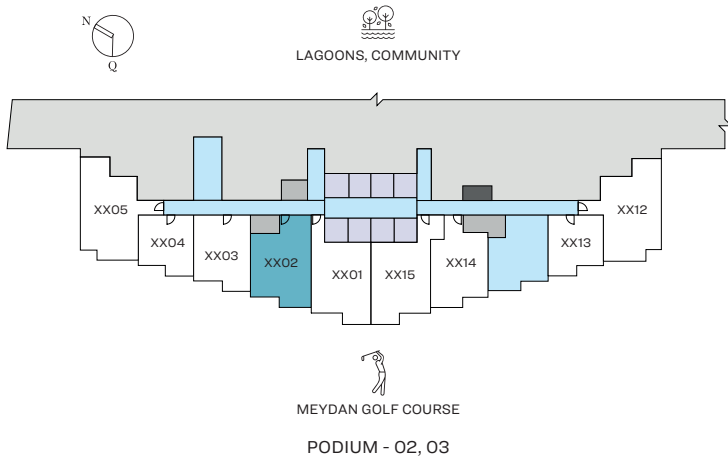 N
Q
LAGOONS, COMMUNITY
XX05
XX04
XX03
XX02
XX01
XX15
XX14
XX13
XX12
MEYDAN GOLF COURSE
PODIUM - 02, 03